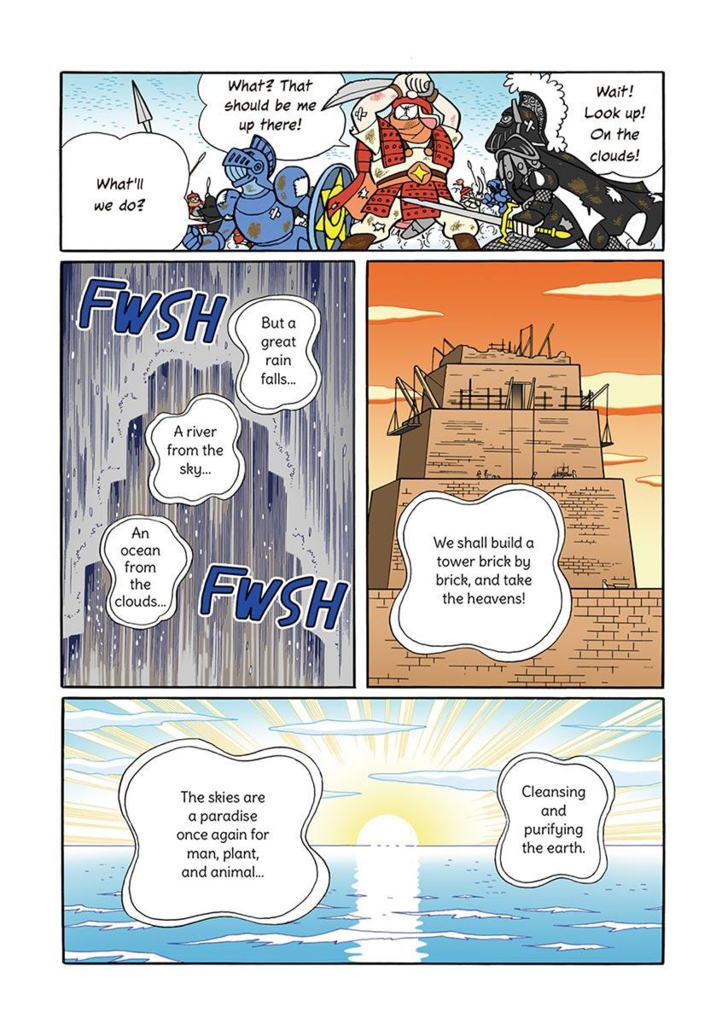 Wait!
Look up!
On the
clouds!
What? That
should be me
up there!
What'll
we do?
We shall build a
tower brick by
brick, and take
the heavens!
But a
great
rain
falls...
FWSH
A river
from the
sky...
An
ocean
from
the
clouds...
FWSH
Cleansing
and
purifying
the earth.
The skies are
a paradise
once again for
man, plant,
and animal...